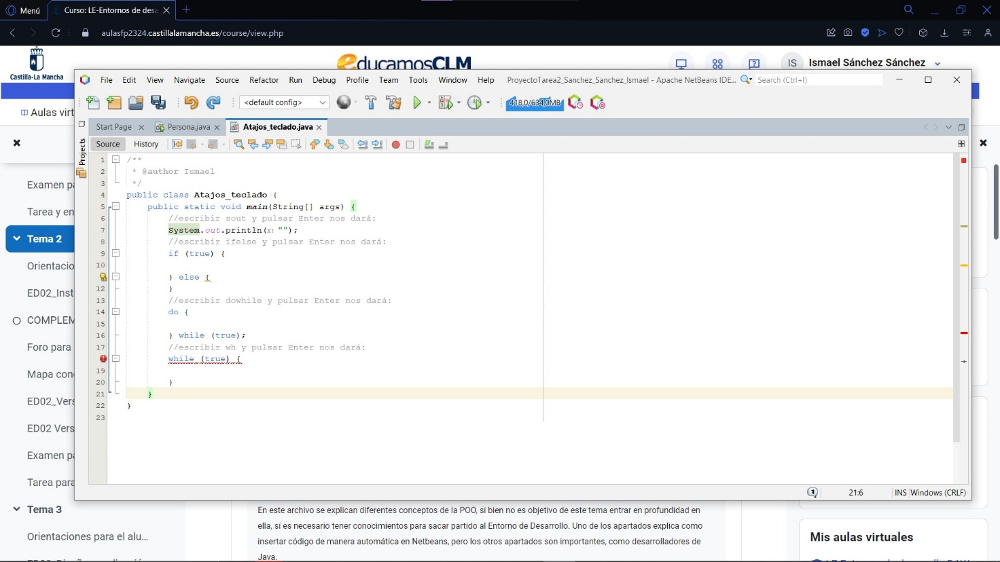 Menú
Curso: LE-Entornos de desa
aulasfp2324.castillalamancha.es/course/view.php
Castilla-La Mancha
educamosCLM
IS Ismael Sánchez Sánchez
File Edit View Navigate Source Refactor Run Debug Profile Team Tools Window Help ProyectoTarea2_Sanchez_Sanchez_Ismael - Apache NetBeans IDE... Search (Ctrl+I)
Aulas virt
<default config> 418,0/634,0MB
Start Page Persona.java Atajos_teclado.java
Projects
Source History
1 /**
2 * @author Ismael
3 */
4 public class Atajos_teclado {
5 public static void main(String[] args) {
6 //escribir sout y pulsar Enter nos dará:
7 System.out.println(x: "");
8 //escribir ifelse y pulsar Enter nos dará:
9 if (true) {
10
} else {
12 }
13 //escribir dowhile y pulsar Enter nos dará:
14 do {
15
16 } while (true);
17 //escribir wh y pulsar Enter nos dará:
while (true) {
19
20 }
21 }
22 }
23
21:6 INS Windows (CRLF)
Examen pa
Tarea y en
Tema 2
Orientacio
ED02_Inst
COMPLEM
Foro para
Mapa con
ED02_Vers
ED02 Vers
Examen pa
Tarea para
Tema 3
Orientaciones para el alu...
En este archivo se explican diferentes conceptos de la POO, si bien no es objetivo de este tema entrar en profundidad en
ella, sí es necesario tener conocimientos para sacar partido al Entorno de Desarrollo. Uno de los apartados explica como
insertar código de manera automática en Netbeans, pero los otros apartados son importantes, como desarrolladores de
Java.
Mis aulas virtuales